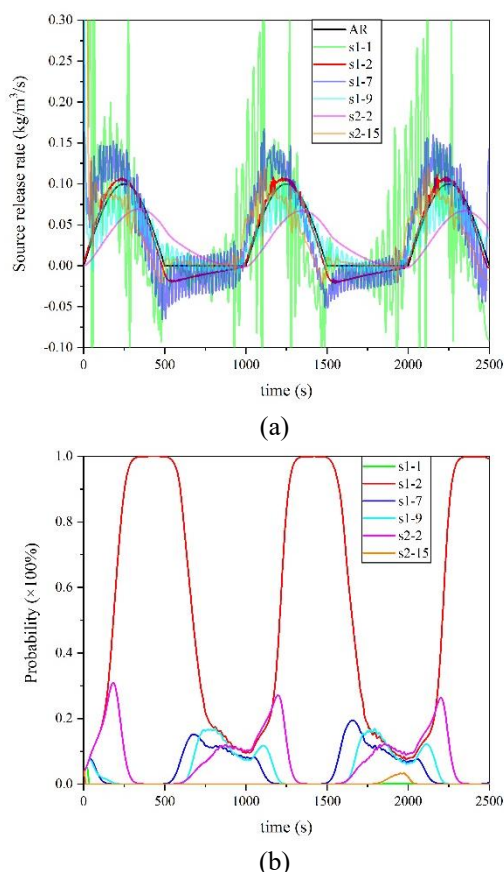 0.30
0.25
0.20
0.15
0.10
0.05
0.00
-0.05
-0.10
Source release rate (kg/m³/s)
AR
s1-1
s1-2
s1-7
s1-9
s2-2
s2-15
0 500 1000 1500 2000 2500
time (s)
(a)
1.0
0.8
0.6
0.4
0.2
0.0
Probability (×100%)
s1-1
s1-2
s1-7
s1-9
s2-2
s2-15
0 500 1000 1500 2000 2500
time (s)
(b)